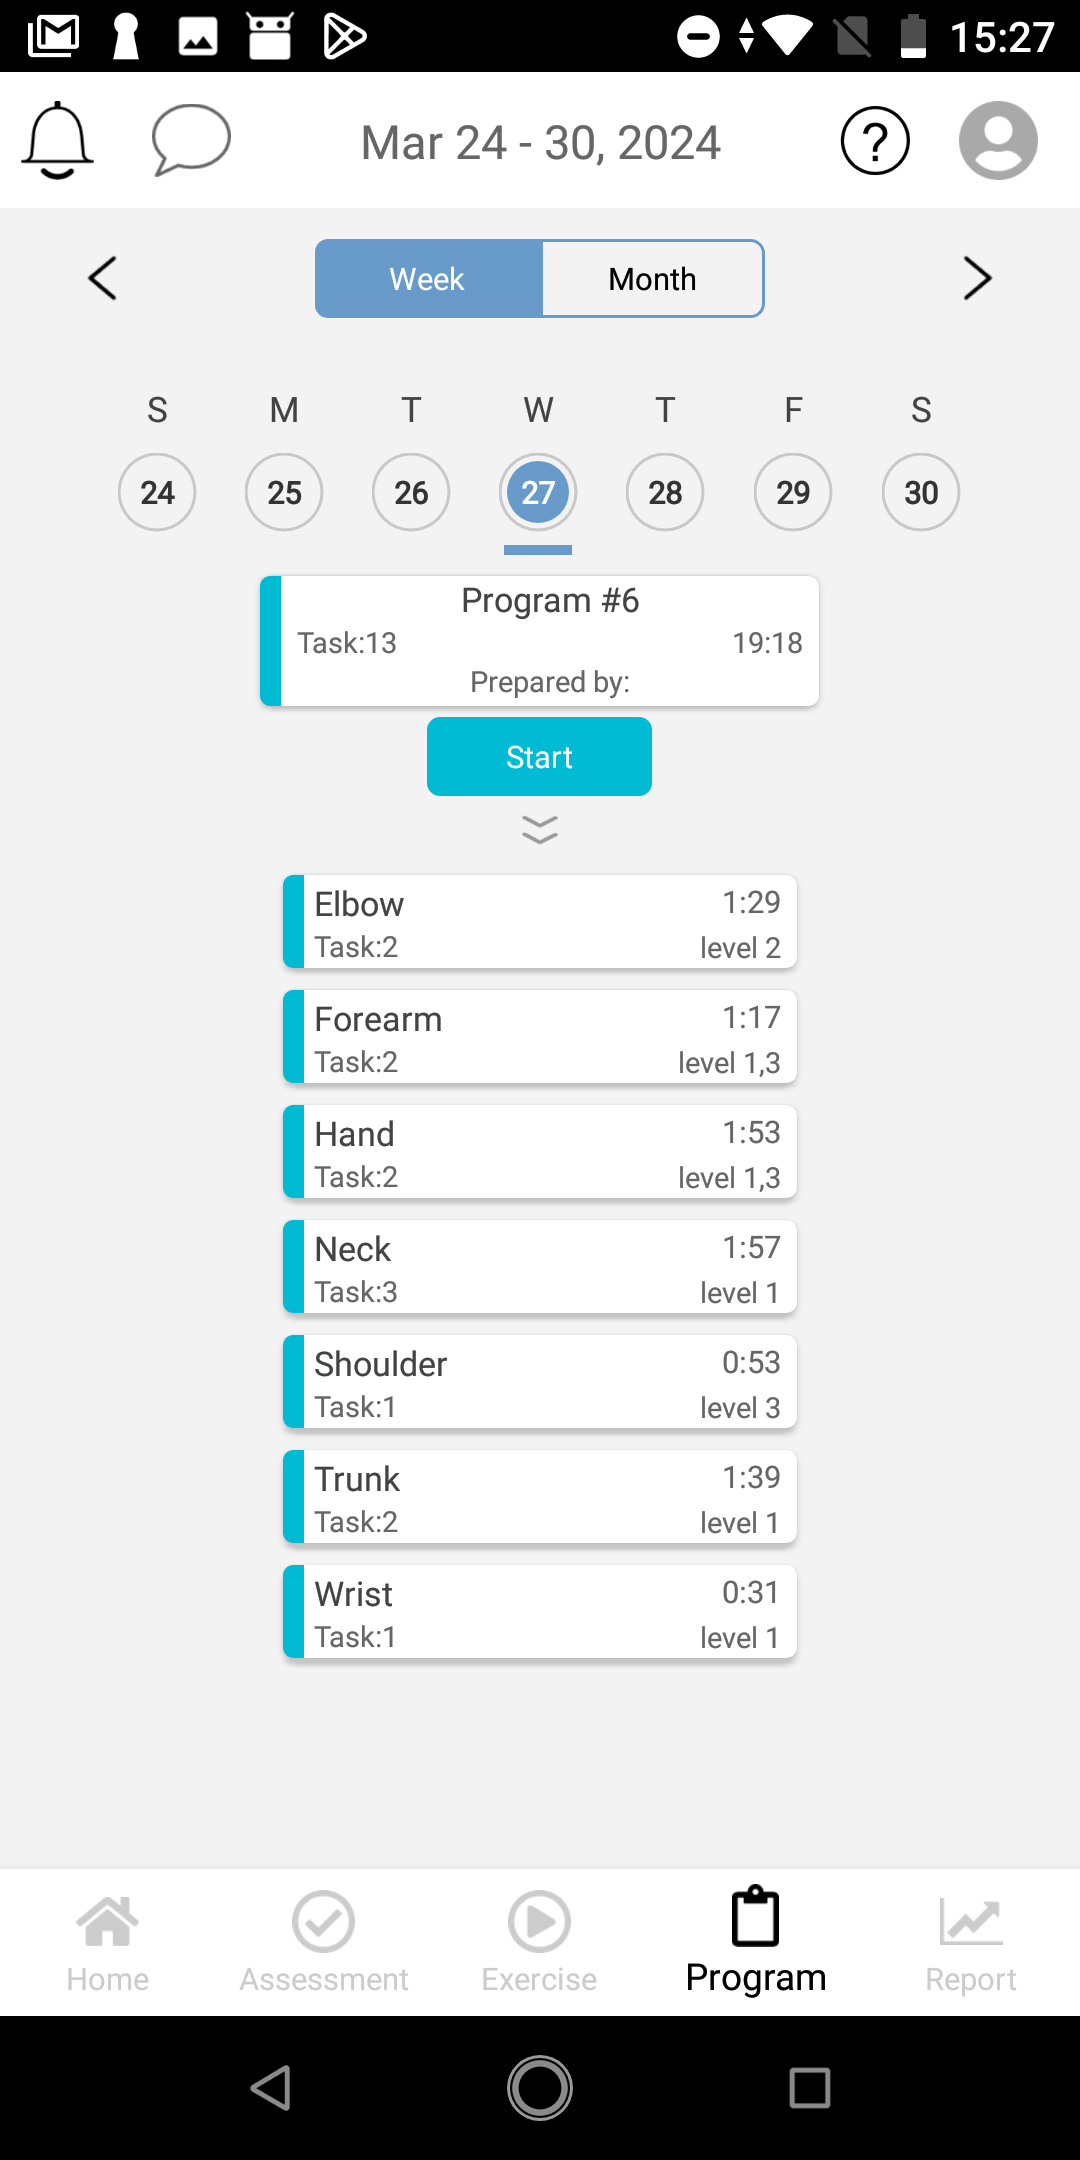 15:27
Mar 24 - 30, 2024
?
Week Month
S M T W T F S
24 25 26 27 28 29 30
Program #6
Task:13 19:18
Prepared by:
Start
Elbow 1:29
Task:2 level 2
Forearm 1:17
Task:2 level 1,3
Hand 1:53
Task:2 level 1,3
Neck 1:57
Task:3 level 1
Shoulder 0:53
Task:1 level 3
Trunk 1:39
Task:2 level 1
Wrist 0:31
Task:1 level 1
Home Assessment Exercise Program Report